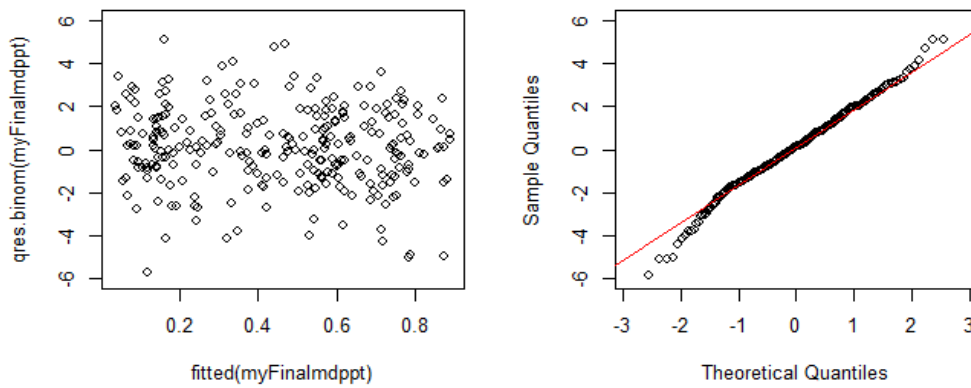 qres.binom(myFinalmdppt)
6
4
2
0
-2
-4
-6
0.2 0.4 0.6 0.8
fitted(myFinalmdppt)
Sample Quantiles
6
4
2
0
-2
-4
-6
-3 -2 -1 0 1 2 3
Theoretical Quantiles